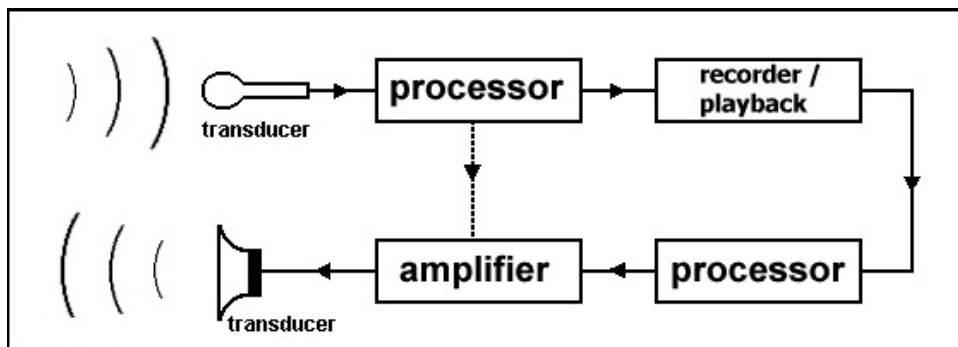 processor
recorder /
playback
transducer
amplifier
processor
transducer